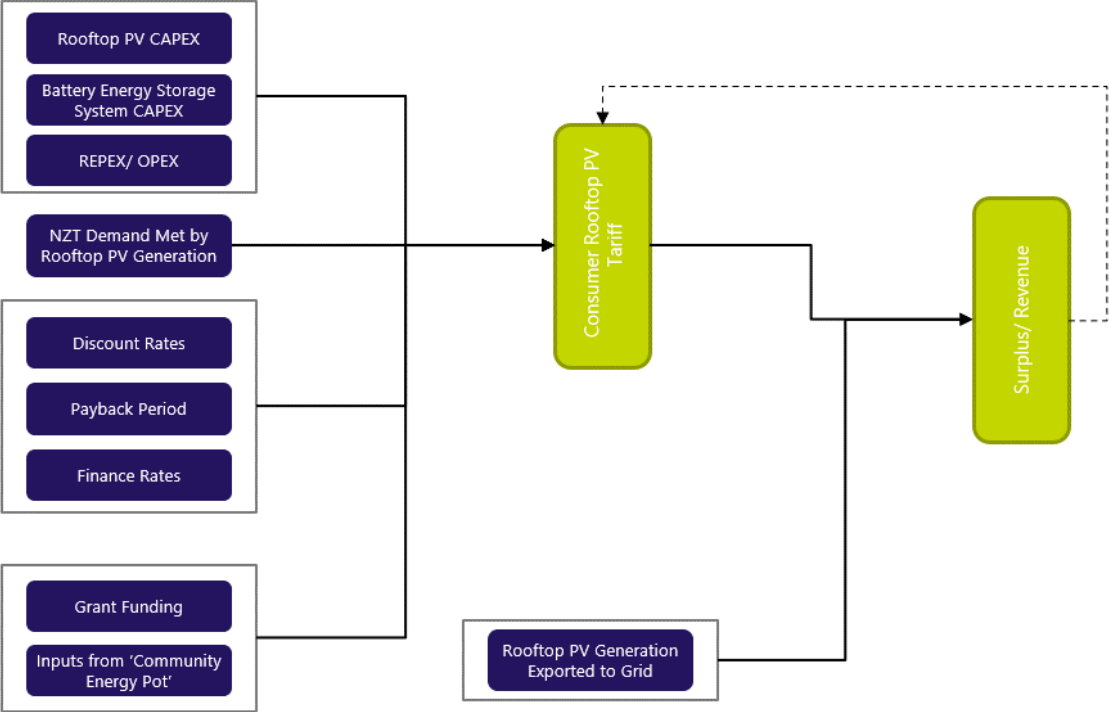 Rooftop PV CAPEX
Battery Energy Storage
System CAPEX
REPEX/ OPEX
NZT Demand Met by
Rooftop PV Generation
Discount Rates
Payback Period
Finance Rates
Grant Funding
Inputs from ‘Community
Energy Pot’
Consumer Rooftop PV
Tariff
Rooftop PV Generation
Exported to Grid
Surplus/ Revenue